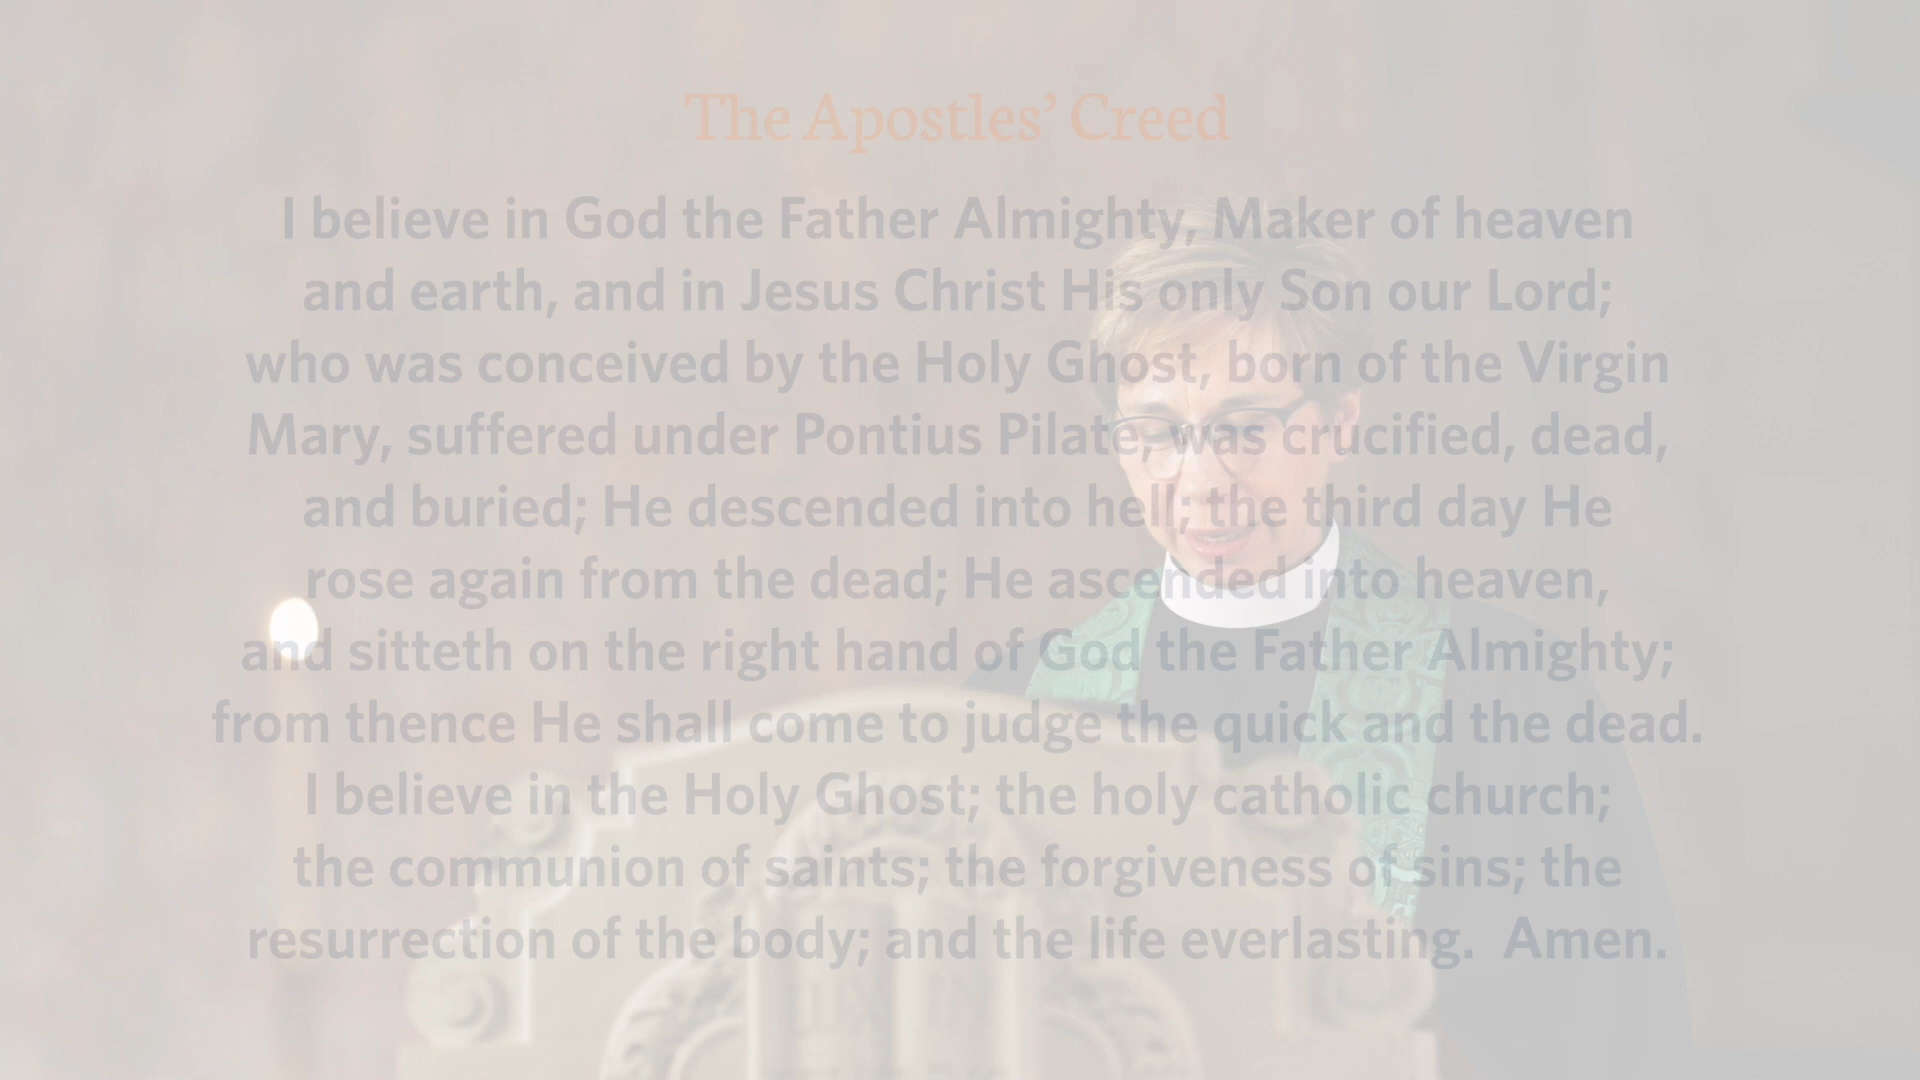 The Apostles’ Creed
I believe in God the Father Almighty, Maker of heaven
and earth, and in Jesus Christ His only Son our Lord;
who was conceived by the Holy Ghost, born of the Virgin
Mary, suffered under Pontius Pilate, was crucified, dead,
and buried; He descended into hell; the third day He
rose again from the dead; He ascended into heaven,
and sitteth on the right hand of God the Father Almighty;
from thence He shall come to judge the quick and the dead.
I believe in the Holy Ghost; the holy catholic church;
the communion of saints; the forgiveness of sins; the
resurrection of the body; and the life everlasting.  Amen.